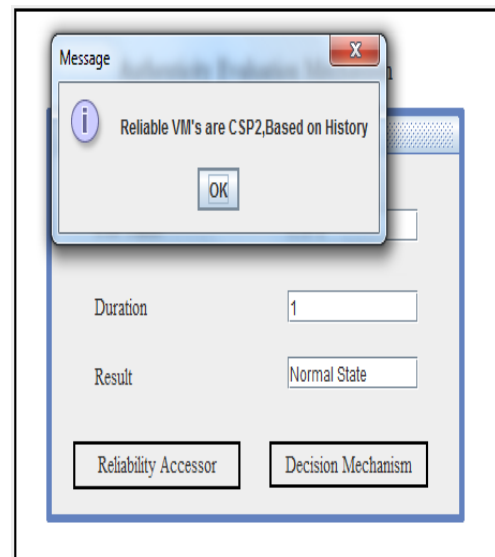 Message
Reliable VM's are CSP2,Based on History
OK
Duration
1
Result
Normal State
Reliability Accessor
Decision Mechanism